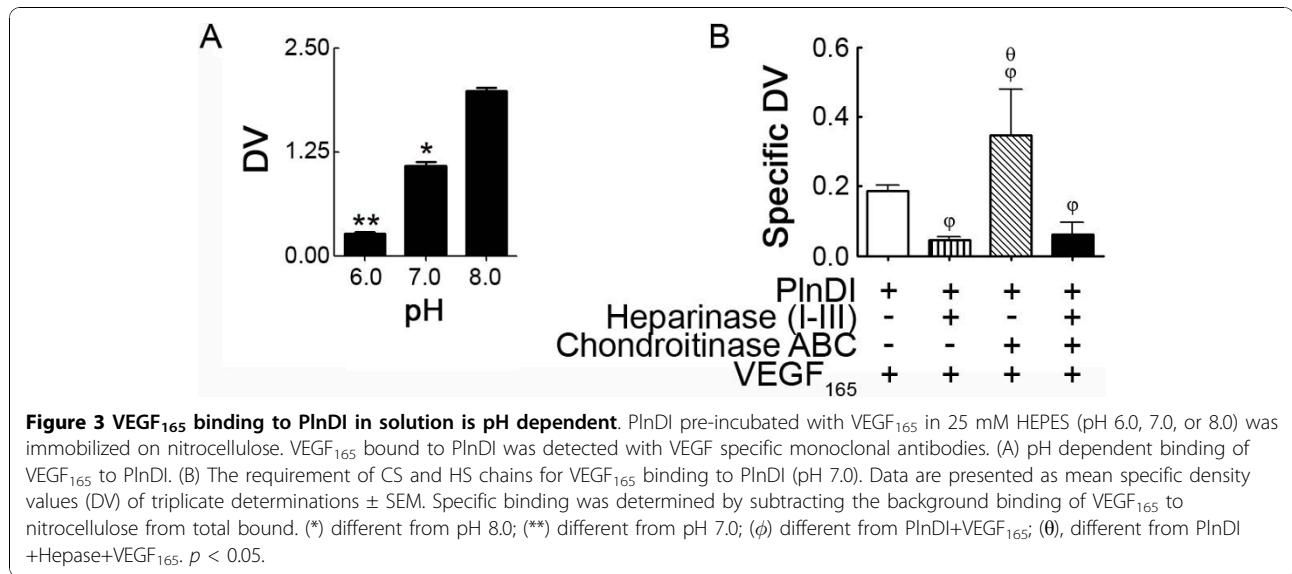 A
2.50
1.25
0.00
DV
**
*
6.0 7.0 8.0
pH
B
0.6
0.4
0.2
0.0
Specific DV
φ
θ
φ
φ
PlnDI + + + +
Heparinase (I-III) - + - +
Chondroitinase ABC - - + +
VEGF₁₆₅ + + + +
Figure 3 VEGF₁₆₅ binding to PlnDI in solution is pH dependent. PlnDI pre-incubated with VEGF₁₆₅ in 25 mM HEPES (pH 6.0, 7.0, or 8.0) was
immobilized on nitrocellulose. VEGF₁₆₅ bound to PlnDI was detected with VEGF specific monoclonal antibodies. (A) pH dependent binding of
VEGF₁₆₅ to PlnDI. (B) The requirement of CS and HS chains for VEGF₁₆₅ binding to PlnDI (pH 7.0). Data are presented as mean specific density
values (DV) of triplicate determinations ± SEM. Specific binding was determined by subtracting the background binding of VEGF₁₆₅ to
nitrocellulose from total bound. (*) different from pH 8.0; (**) different from pH 7.0; (ϕ) different from PlnDI+VEGF₁₆₅; (θ), different from PlnDI
+Hepase+VEGF₁₆₅. p < 0.05.